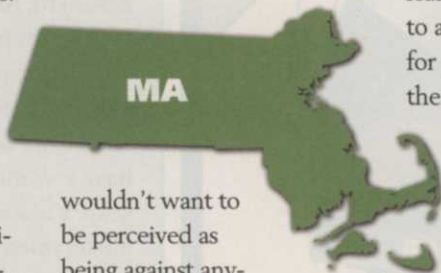 to a
for
the
MA
wouldn't want to
be perceived as
being against any-